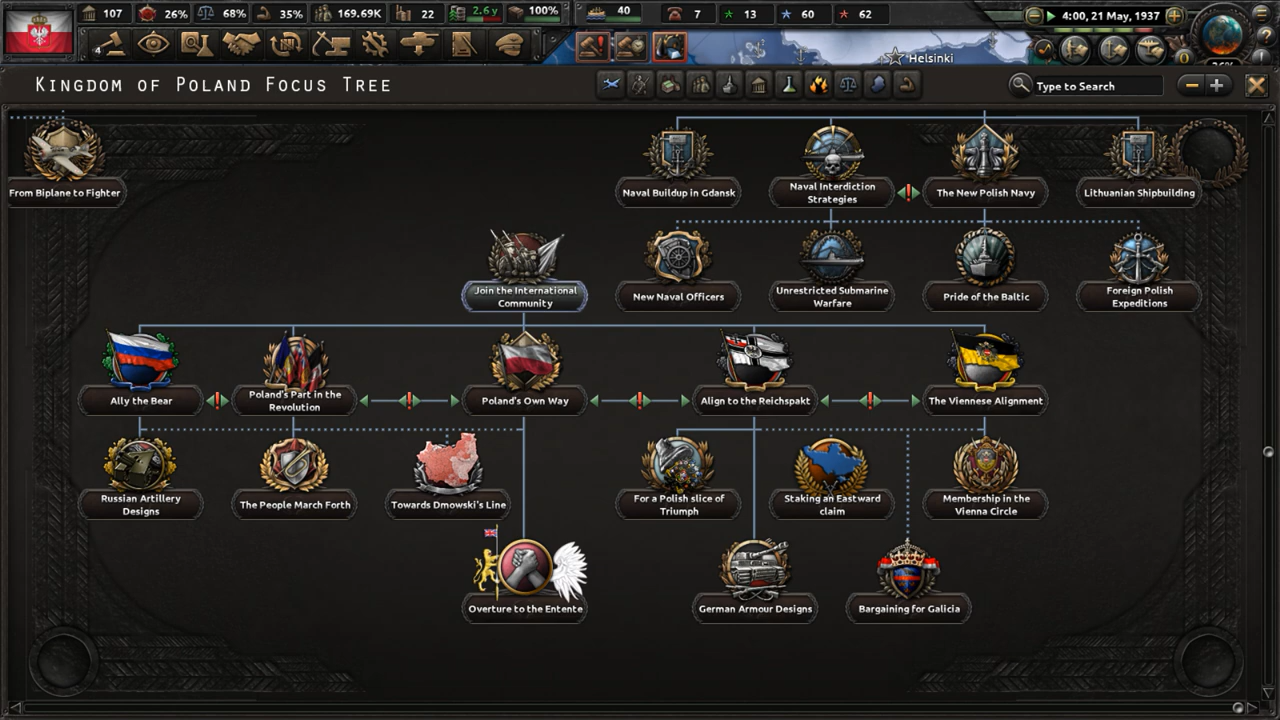 107
26%
68%
35%
169.69K
22
2.6 y
100%
40
7
13
60
62
4:00, 21 May, 1937
4
0
Helsinki
Kingdom of Poland Focus Tree
Type to Search
From Biplane to Fighter
Naval Buildup in Gdansk
Naval Interdiction
Strategies
The New Polish Navy
Lithuanian Shipbuilding
Join the International
Community
New Naval Officers
Unrestricted Submarine
Warfare
Pride of the Baltic
Foreign Polish
Expeditions
Ally the Bear
Poland's Part in the
Revolution
Poland's Own Way
Align to the Reichspakt
The Viennese Alignment
Russian Artillery
Designs
The People March Forth
Towards Dmowski's Line
For a Polish slice of
Triumph
Staking an Eastward
claim
Membership in the
Vienna Circle
Overture to the Entente
German Armour Designs
Bargaining for Galicia